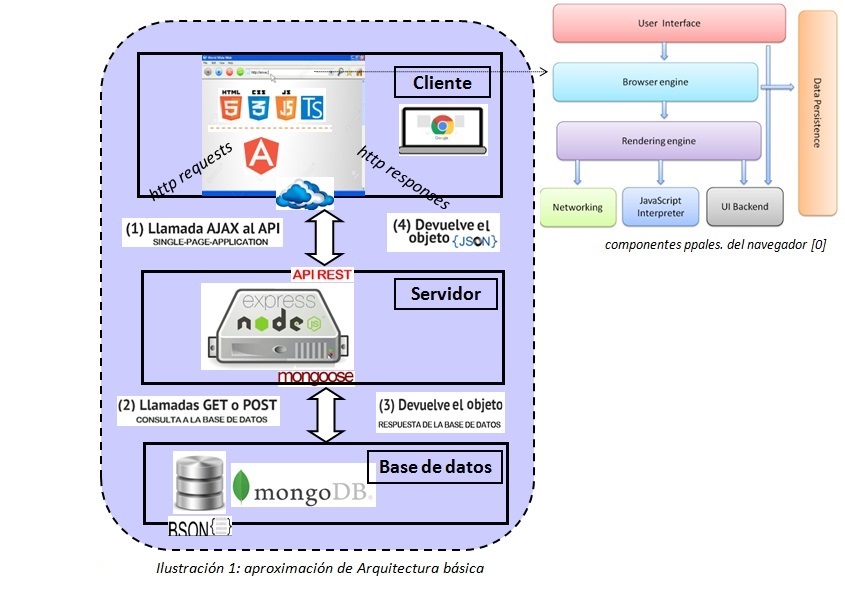 Cliente
HTML
CSS
JS
TS
5
3
JS
A
Google
http requests
http responses
(1) Llamada AJAX al API
SINGLE-PAGE-APPLICATION
(4) Devuelve el
objeto {JSON}
API REST
Servidor
express
node
JS
mongoose
(2) Llamadas GET o POST
CONSULTA A LA BASE DE DATOS
(3) Devuelve el objeto
RESPUESTA DE LA BASE DE DATOS
Base de datos
mongoDB.
BSON{}
Ilustración 1: aproximación de Arquitectura básica
User Interface
Browser engine
Rendering engine
Networking
JavaScript
Interpreter
UI Backend
Data Persistence
componentes ppales. del navegador [0]